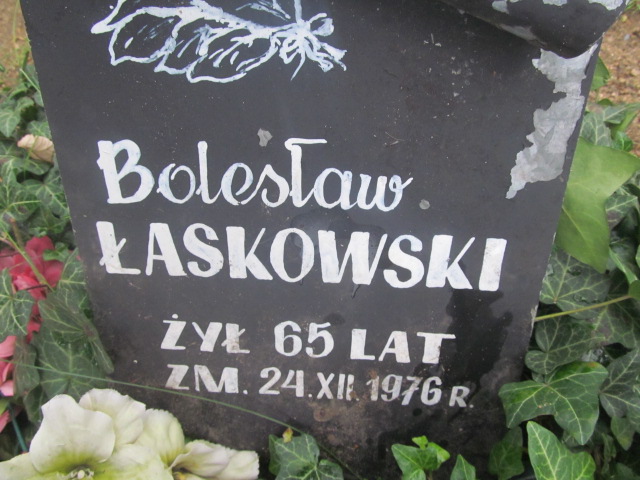 Bolesław
ŁASKOWSKI
ŻYŁ 65 LAT
ZM. 24.XII.1976 R.